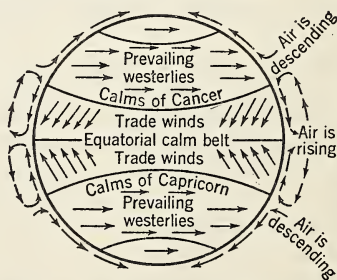 Air is
descending
Prevailing
westerlies
Calms of Cancer
Trade winds
Equatorial calm belt
Air is
rising
Trade winds
Calms of Capricorn
Prevailing
westerlies
Air is
descending